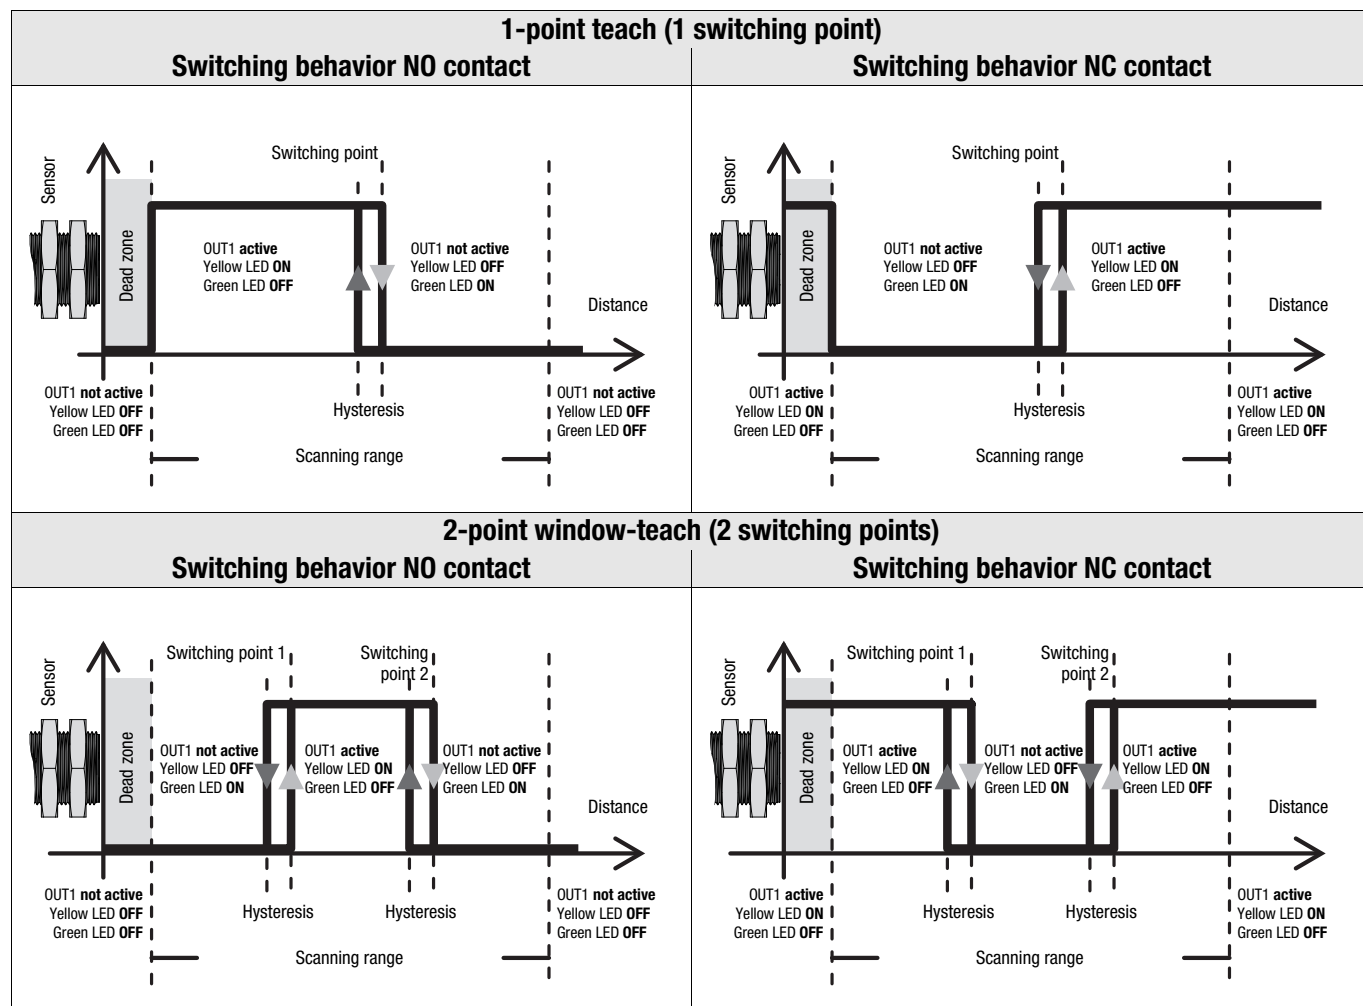 1-point teach (1 switching point)
Switching behavior NO contact
Switching behavior NC contact
Sensor
Switching point
Dead zone
OUT1 active
Yellow LED ON
Green LED OFF
OUT1 not active
Yellow LED OFF
Green LED ON
Distance
OUT1 not active
Yellow LED OFF
Green LED OFF
Hysteresis
OUT1 not active
Yellow LED OFF
Green LED OFF
Scanning range
Sensor
Switching point
Dead zone
OUT1 not active
Yellow LED OFF
Green LED ON
OUT1 active
Yellow LED ON
Green LED OFF
Distance
OUT1 active
Yellow LED ON
Green LED OFF
Hysteresis
OUT1 active
Yellow LED ON
Green LED OFF
Scanning range
2-point window-teach (2 switching points)
Switching behavior NO contact
Switching behavior NC contact
Sensor
Switching point 1
Switching
point 2
Dead zone
OUT1 not active
Yellow LED OFF
Green LED ON
OUT1 active
Yellow LED ON
Green LED OFF
OUT1 not active
Yellow LED OFF
Green LED ON
Distance
OUT1 not active
Yellow LED OFF
Green LED OFF
Hysteresis
Hysteresis
OUT1 not active
Yellow LED OFF
Green LED OFF
Scanning range
Sensor
Switching point 1
Switching
point 2
Dead zone
OUT1 active
Yellow LED ON
Green LED OFF
OUT1 not active
Yellow LED OFF
Green LED ON
OUT1 active
Yellow LED ON
Green LED OFF
Distance
OUT1 active
Yellow LED ON
Green LED OFF
Hysteresis
Hysteresis
OUT1 active
Yellow LED ON
Green LED OFF
Scanning range